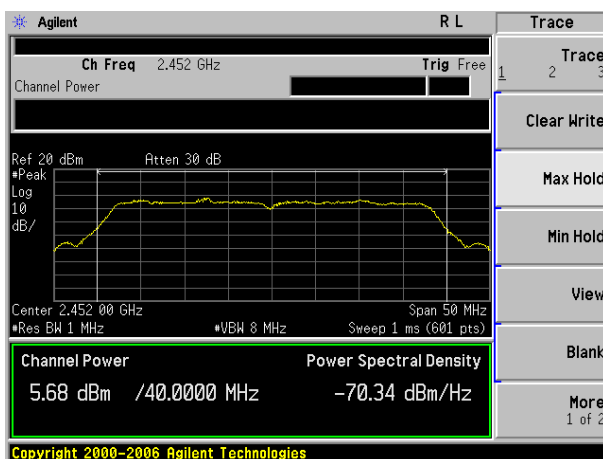 Agilent
R L
Trace
Ch Freq 2.452 GHz
Trig Free
Channel Power
Trace
1 2 3
Clear Write
Ref 20 dBm Atten 30 dB
#Peak
Log
10
dB/
Max Hold
Min Hold
View
Center 2.452 00 GHz Span 50 MHz
#Res BW 1 MHz #VBW 8 MHz Sweep 1 ms (601 pts)
Channel Power Power Spectral Density
5.68 dBm /40.0000 MHz -70.34 dBm/Hz
Blank
More
1 of 2
Copyright 2000-2006 Agilent Technologies